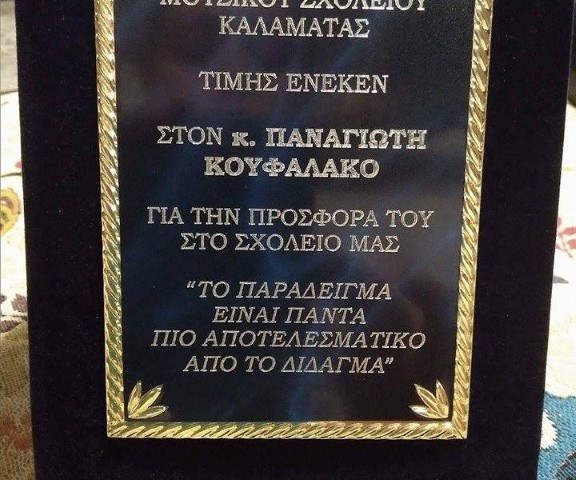 ΜΟΥΣΙΚΟΥ ΣΧΟΛΕΙΟΥ
ΚΑΛΑΜΑΤΑΣ
ΤΙΜΗΣ ΕΝΕΚΕΝ
ΣΤΟΝ κ. ΠΑΝΑΓΙΩΤΗ
ΚΟΥΦΑΛΑΚΟ
ΓΙΑ ΤΗΝ ΠΡΟΣΦΟΡΑ ΤΟΥ
ΣΤΟ ΣΧΟΛΕΙΟ ΜΑΣ
“ΤΟ ΠΑΡΑΔΕΙΓΜΑ
ΕΙΝΑΙ ΠΑΝΤΑ
ΠΙΟ ΑΠΟΤΕΛΕΣΜΑΤΙΚΟ
ΑΠΟ ΤΟ ΔΙΔΑΓΜΑ”